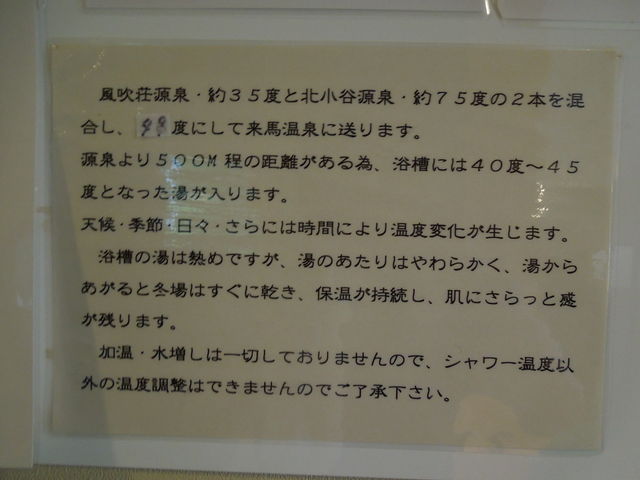 風吹荘源泉・約３５度と北小谷源泉・約７５度の２本を混
合し、度にして来馬温泉に送ります。
源泉より５００Ｍ程の距離がある為、浴槽には４０度～４５
度となった湯が入ります。
天候・季節・日々・さらには時間により温度変化が生じます。
浴槽の湯は熱めですが、湯のあたりはやわらかく、湯から
あがると冬場はすぐに乾き、保温が持続し、肌にさらっと感
が残ります。
加温・水増しは一切しておりませんので、シャワー温度以
外の温度調整はできませんのでご了承下さい。